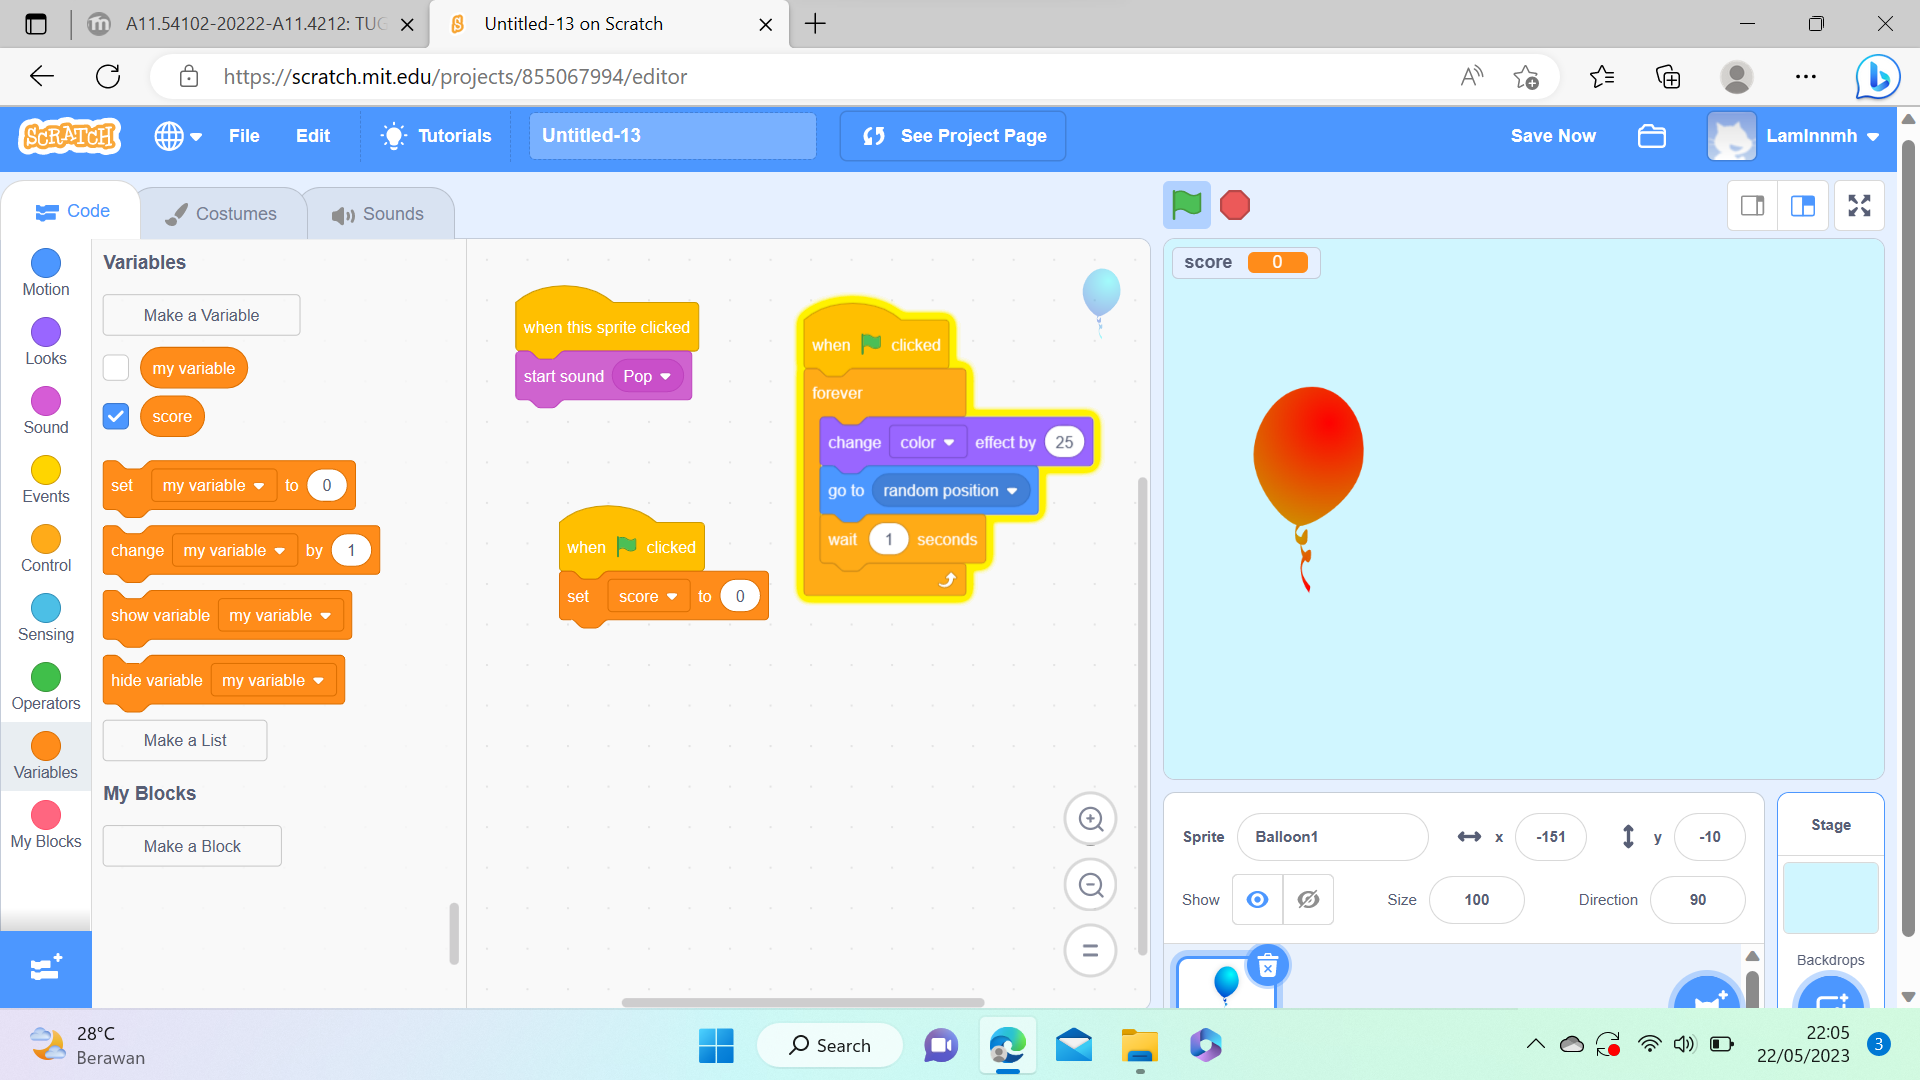 A11.54102-20222-A11.4212: TUG
Untitled-13 on Scratch
https://scratch.mit.edu/projects/855067994/editor
SCRATCH
File
Edit
Tutorials
Untitled-13
See Project Page
Save Now
Code
Costumes
Sounds
Motion
Looks
Sound
Events
Control
Sensing
Operators
Variables
My Blocks
Variables
Make a Variable
my variable
score
set my variable to 0
change my variable by 1
show variable my variable
hide variable my variable
Make a List
My Blocks
Make a Block
when this sprite clicked
start sound Pop
when clicked
set score to 0
when clicked
forever
change color effect by 25
go to random position
wait 1 seconds
score 0
Sprite Balloon1 x -151 y -10
Show Size 100 Direction 90
Stage
Backdrops
28°C
Berawan
Search
22:05
22/05/2023
3